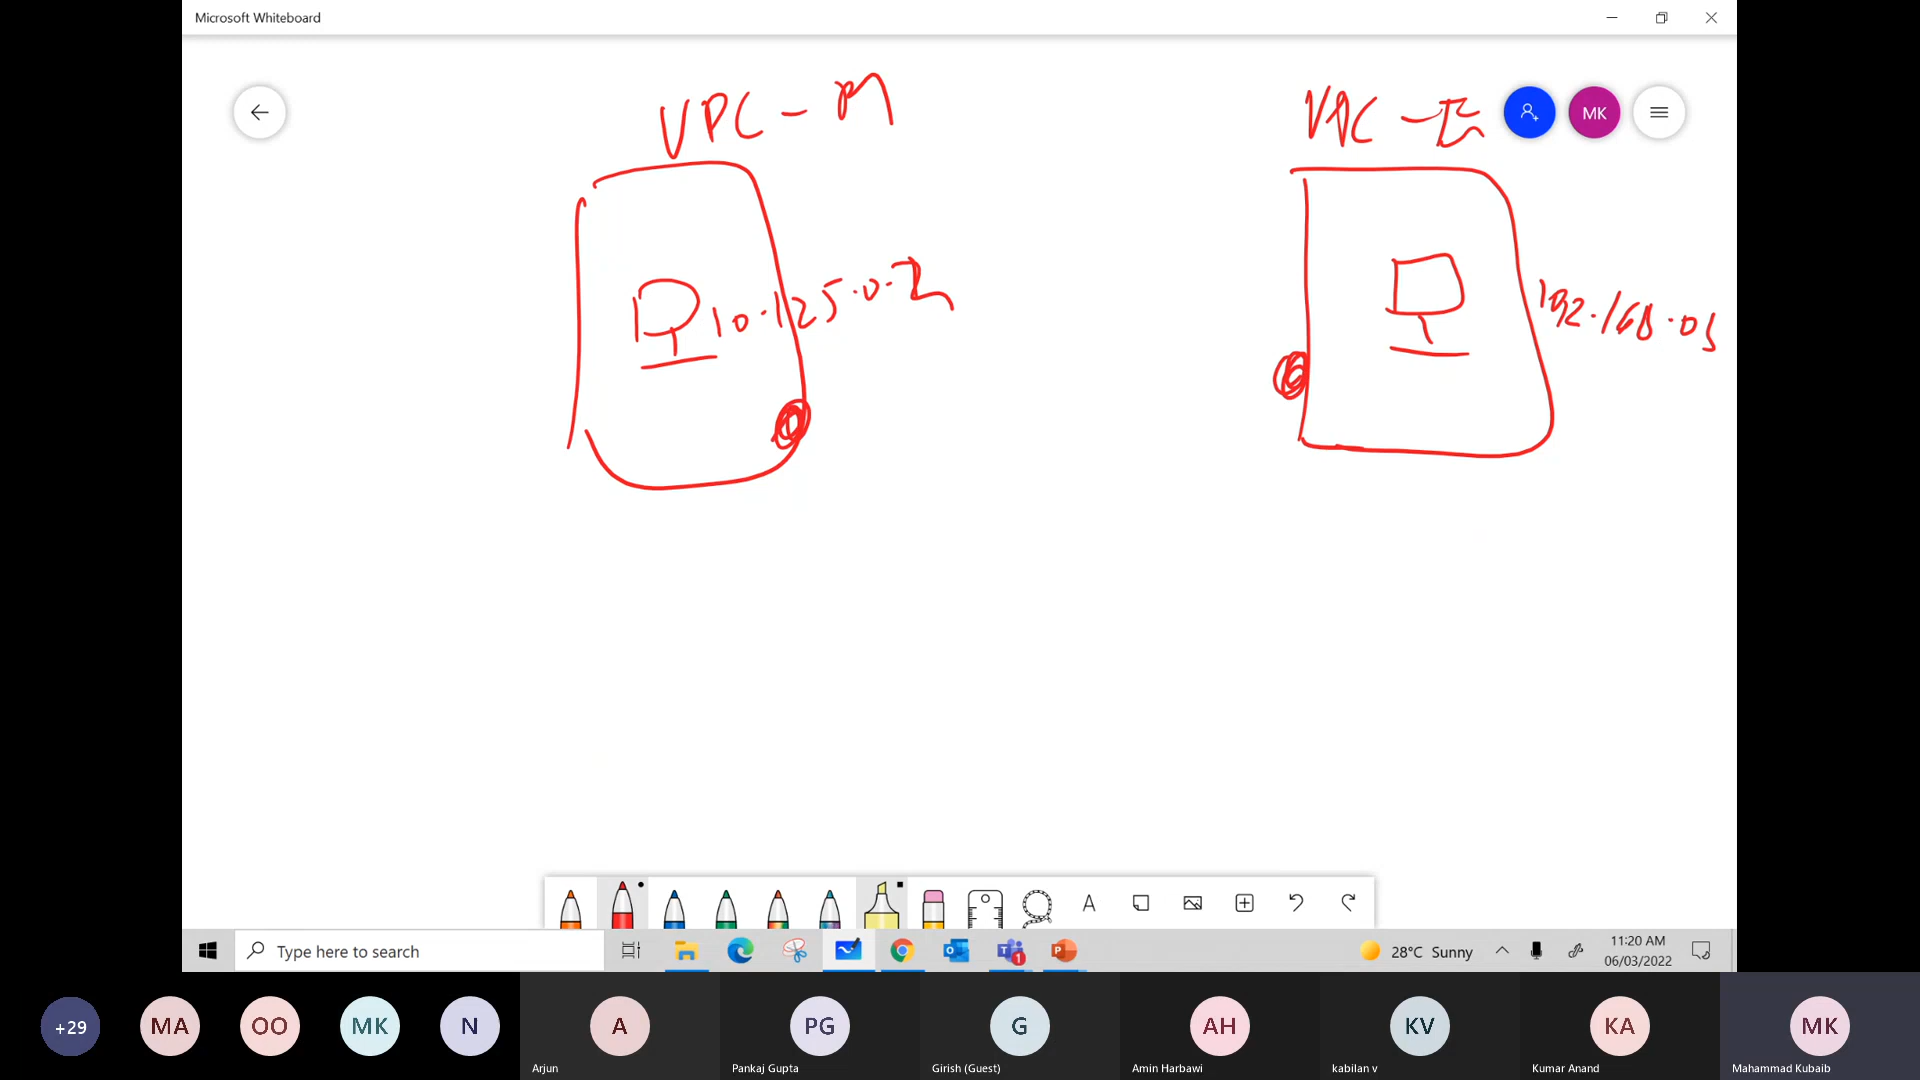 Microsoft Whiteboard
VPC - M
VPC - E
MK
10.125.0.2
192.168.0.5
A
Type here to search
1
28°C Sunny
11:20 AM
06/03/2022
+29
MA
OO
MK
N
A
PG
G
AH
KV
KA
MK
Arjun
Pankaj Gupta
Girish (Guest)
Amin Harbawi
kabilan v
Kumar Anand
Mahammad Kubaib